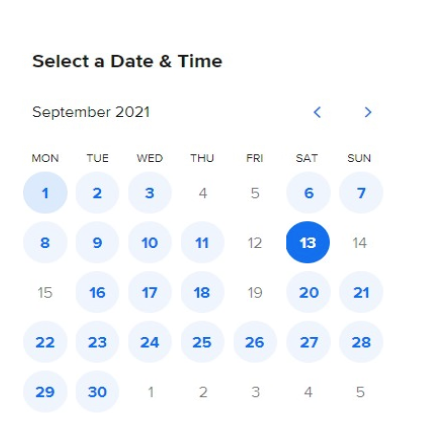 Select a Date & Time
September 2021
MON TUE WED THU FRI SAT SUN
1 2 3 4 5 6 7
8 9 10 11 12 13 14
15 16 17 18 19 20 21
22 23 24 25 26 27 28
29 30 1 2 3 4 5